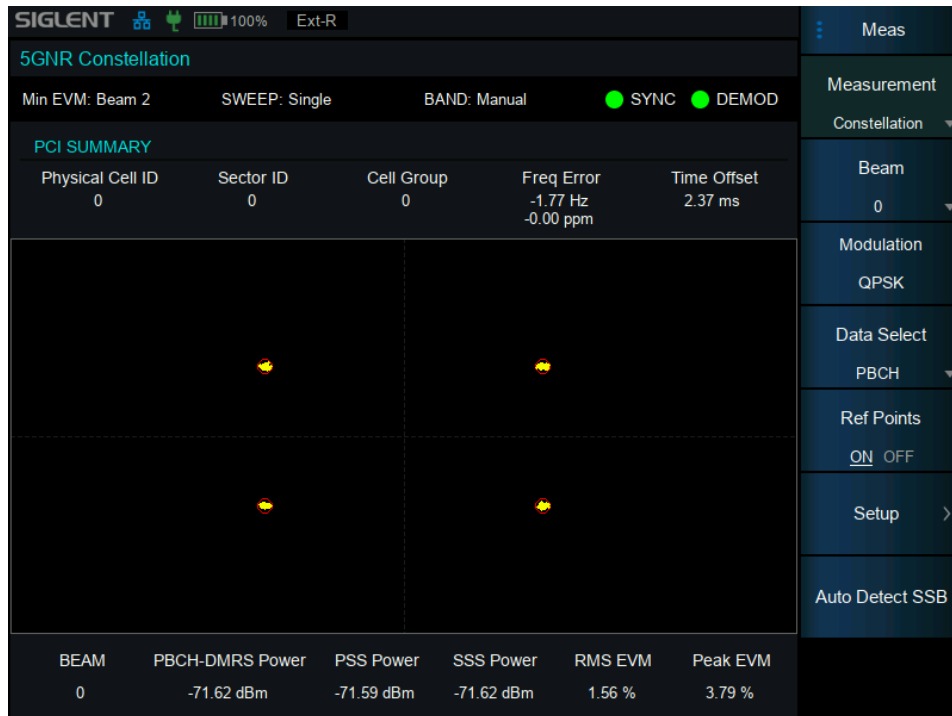 SIGLENT 100% Ext-R
5GNR Constellation
Min EVM: Beam 2 SWEEP: Single BAND: Manual SYNC DEMOD
PCI SUMMARY
Physical Cell ID Sector ID Cell Group Freq Error Time Offset
0 0 0 -1.77 Hz 2.37 ms
-0.00 ppm
BEAM PBCH-DMRS Power PSS Power SSS Power RMS EVM Peak EVM
0 -71.62 dBm -71.59 dBm -71.62 dBm 1.56 % 3.79 %
Meas
Measurement
Constellation
Beam
0
Modulation
QPSK
Data Select
PBCH
Ref Points
ON OFF
Setup
Auto Detect SSB